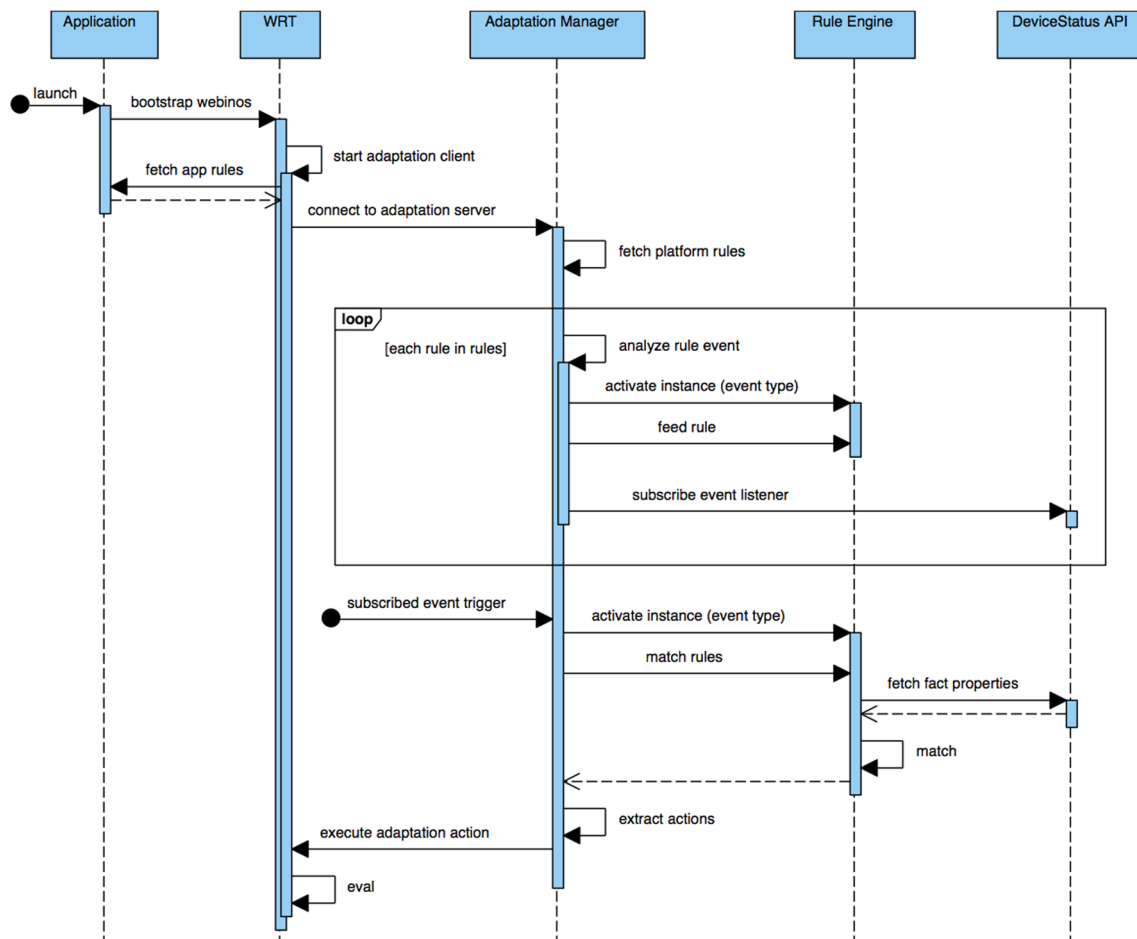 Application
WRT
Adaptation Manager
Rule Engine
DeviceStatus API
launch
bootstrap webinos
start adaptation client
fetch app rules
connect to adaptation server
fetch platform rules
loop
[each rule in rules]
analyze rule event
activate instance (event type)
feed rule
subscribe event listener
subscribed event trigger
activate instance (event type)
match rules
fetch fact properties
match
extract actions
execute adaptation action
eval